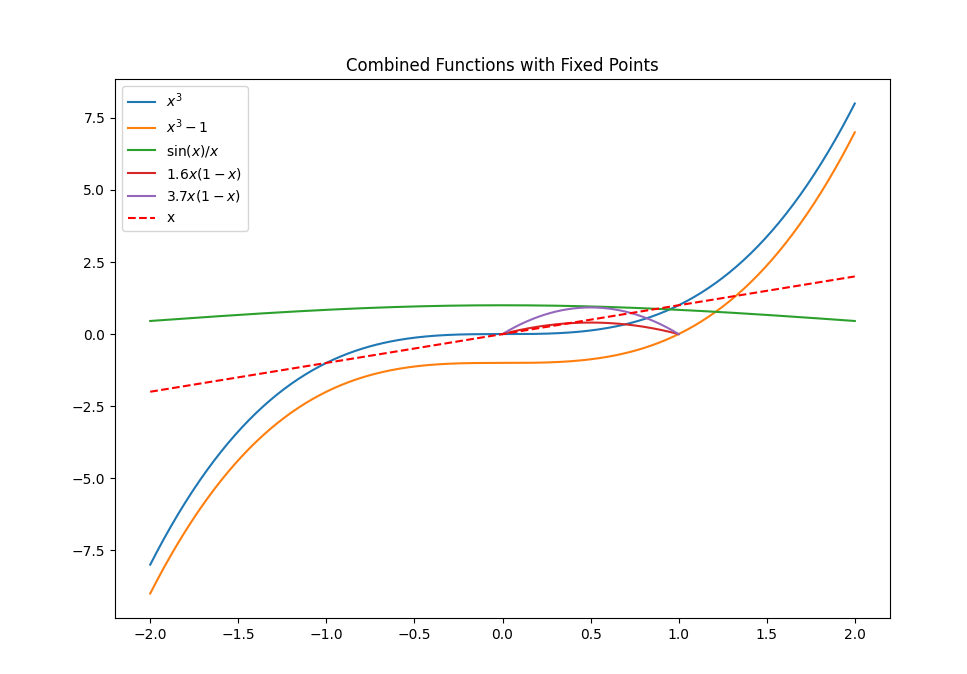 Combined Functions with Fixed Points
x³
x³ − 1
sin(x)/x
1.6x(1 − x)
3.7x(1 − x)
x
7.5
5.0
2.5
0.0
−2.5
−5.0
−7.5
−2.0 −1.5 −1.0 −0.5 0.0 0.5 1.0 1.5 2.0